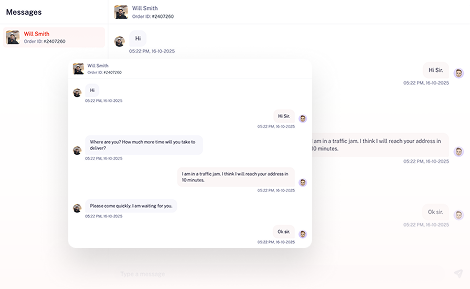 Messages
Will Smith
Order ID: #2407260
Will Smith
Order ID: #2407260
Hi
05:22 PM, 16-10-2025
Hi Sir.
05:22 PM, 16-10-2025
I am in a traffic jam. I think I will reach your address in
10 minutes.
05:22 PM, 16-10-2025
Ok sir.
05:22 PM, 16-10-2025
Will Smith
Order ID: #2407260
Hi
05:22 PM, 16-10-2025
Hi Sir.
05:22 PM, 16-10-2025
Where are you? How much more time will you take to
deliver?
05:22 PM, 16-10-2025
I am in a traffic jam. I think I will reach your address in
10 minutes.
05:22 PM, 16-10-2025
Please come quickly. I am waiting for you.
05:22 PM, 16-10-2025
Ok sir.
05:22 PM, 16-10-2025